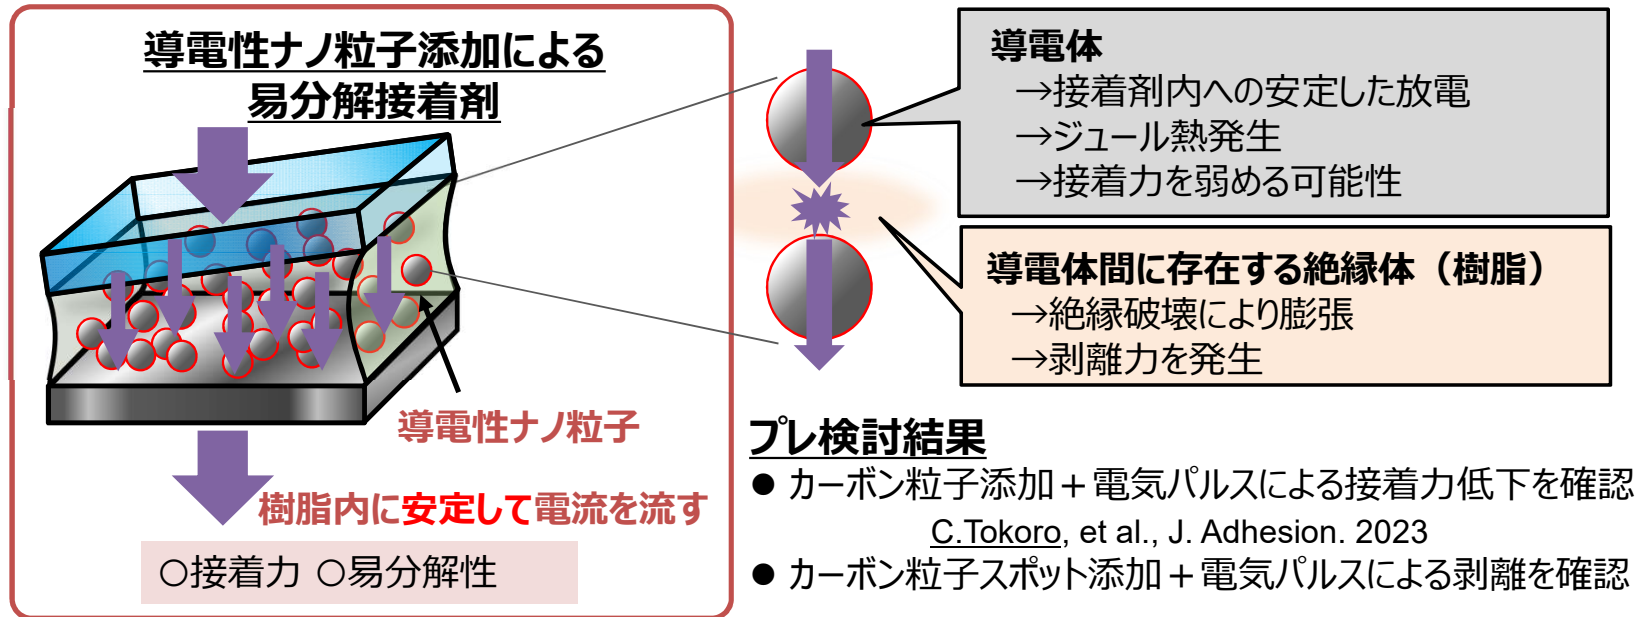 導電性ナノ粒子添加による
易分解接着剤
導電性ナノ粒子
樹脂内に安定して電流を流す
○接着力 ○易分解性
導電体
→接着剤内への安定した放電
→ジュール熱発生
→接着力を弱める可能性
導電体間に存在する絶縁体（樹脂）
→絶縁破壊により膨張
→剥離力を発生
プレ検討結果
● カーボン粒子添加＋電気パルスによる接着力低下を確認
C.Tokoro, et al., J. Adhesion. 2023
● カーボン粒子スポット添加＋電気パルスによる剥離を確認